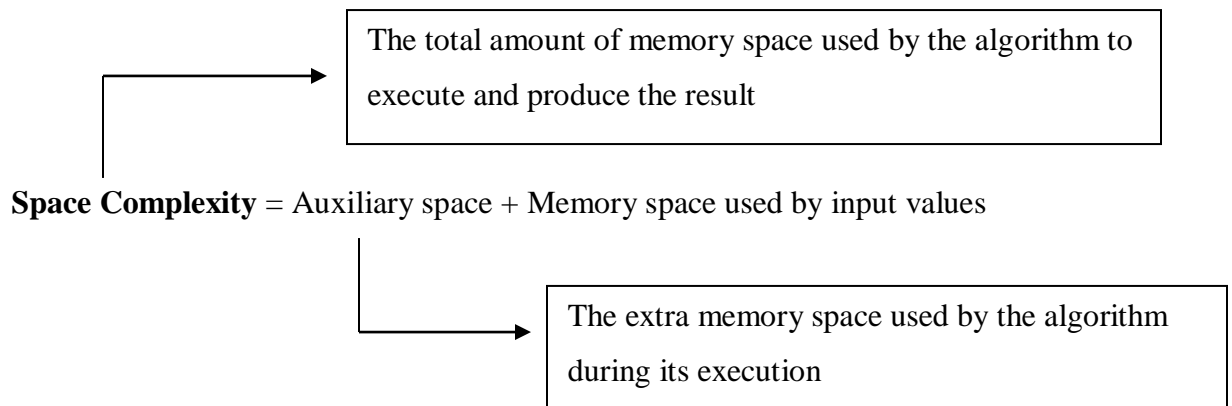 The total amount of memory space used by the algorithm to
execute and produce the result
Space Complexity = Auxiliary space + Memory space used by input values
The extra memory space used by the algorithm
during its execution